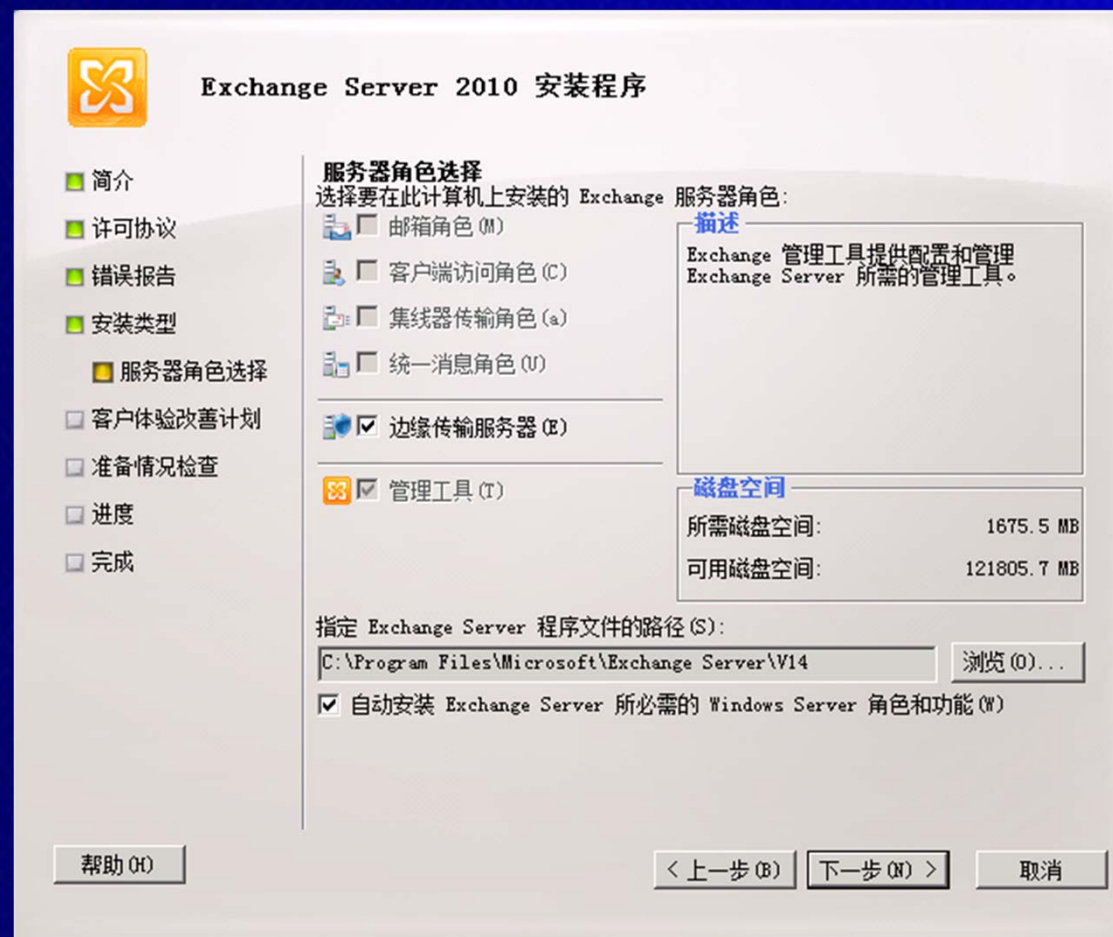 Exchange Server 2010 安装程序
简介
许可协议
错误报告
安装类型
服务器角色选择
客户体验改善计划
准备情况检查
进度
完成
服务器角色选择
选择要在此计算机上安装的 Exchange 服务器角色:
邮箱角色(M)
客户端访问角色(C)
集线器传输角色(a)
统一消息角色(U)
边缘传输服务器(E)
管理工具(T)
描述
Exchange 管理工具提供配置和管理
Exchange Server 所需的管理工具。
磁盘空间
所需磁盘空间: 1675.5 MB
可用磁盘空间: 121805.7 MB
指定 Exchange Server 程序文件的路径(S):
C:\Program Files\Microsoft\Exchange Server\V14
浏览(O)...
自动安装 Exchange Server 所必需的 Windows Server 角色和功能(W)
帮助(H)
< 上一步(B)
下一步(N) >
取消